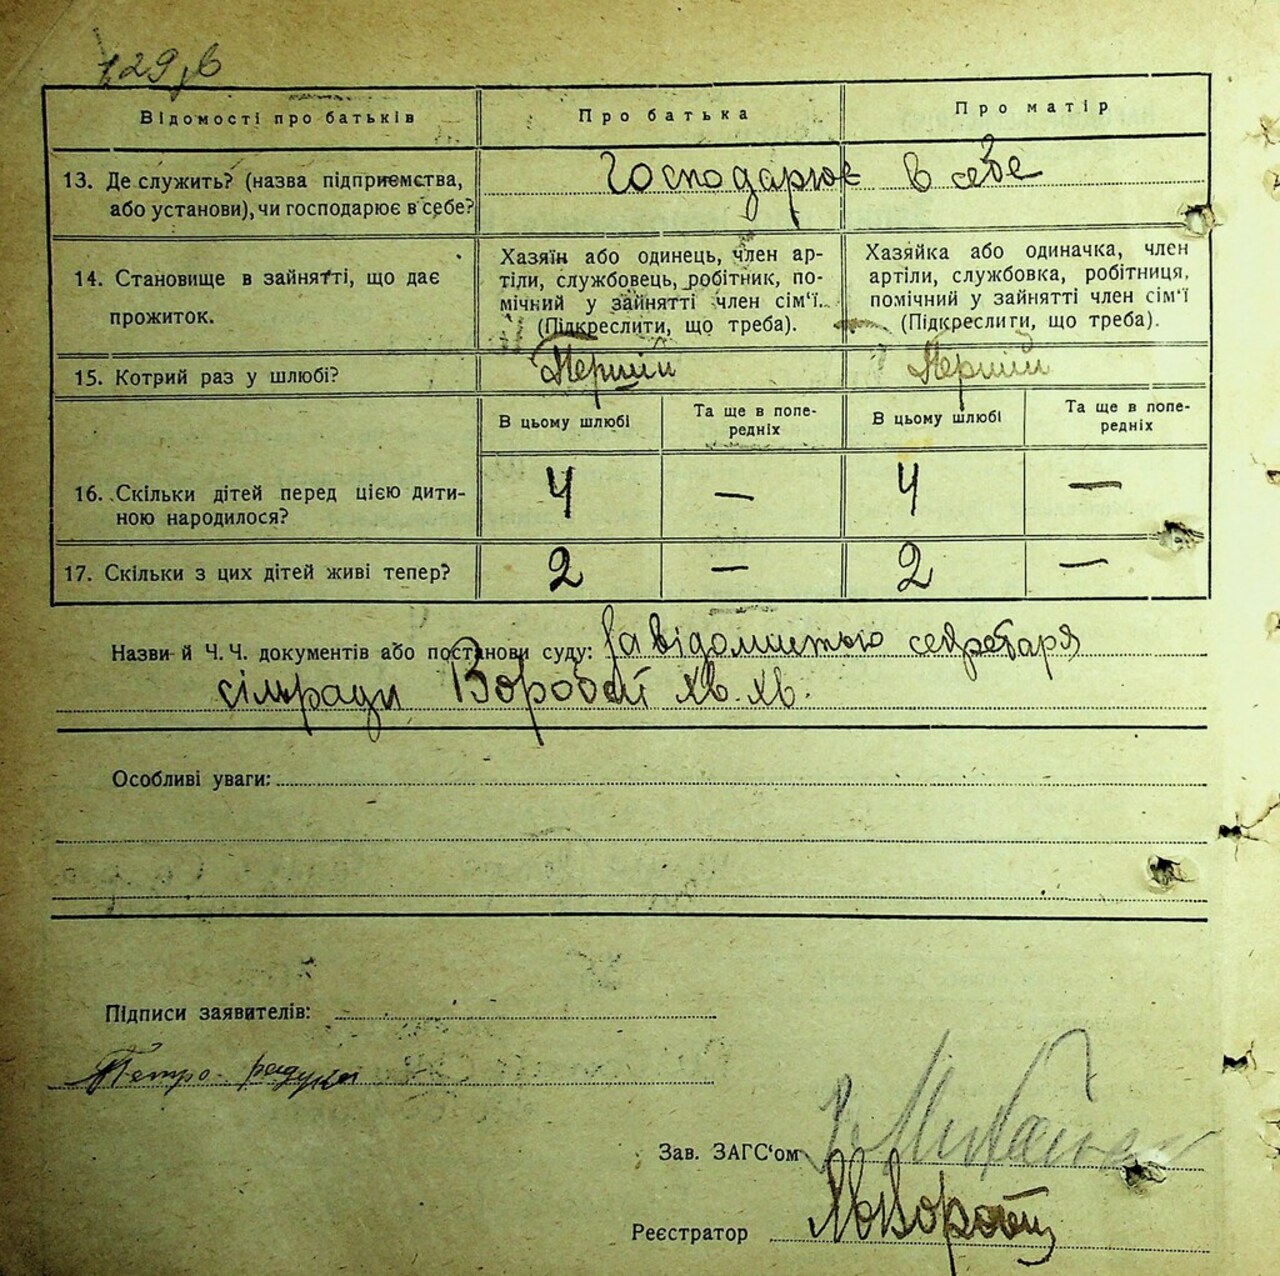 Відомості про батьків
Про батька
Про матір
13. Де служить? (назва підприємства,
або установи), чи господарює в себе?
Господарює в себе
14. Становище в зайнятті, що дає
прожиток.
Хазяїн або одинець, член ар-
тіли, службовець, робітник, по-
мічний у зайнятті член сім'ї.
(Підкреслити, що треба).
Хазяйка або одиначка, член
артіли, службовка, робітниця,
помічний у зайнятті член сім'ї
(Підкреслити, що треба).
15. Котрий раз у шлюбі?
Перший
Перший
В цьому шлюбі
Та ще в попе-
редніх
В цьому шлюбі
Та ще в попе-
редніх
16. Скільки дітей перед цією дити-
ною народилося?
4 — 4 —
17. Скільки з цих дітей живі тепер?
2 — 2 —
Назви й Ч. Ч. документів або постанови суду: секретаря
сільради
Особливі уваги:
Підписи заявителів:
Петро
Зав. ЗАГС'ом
Реєстратор